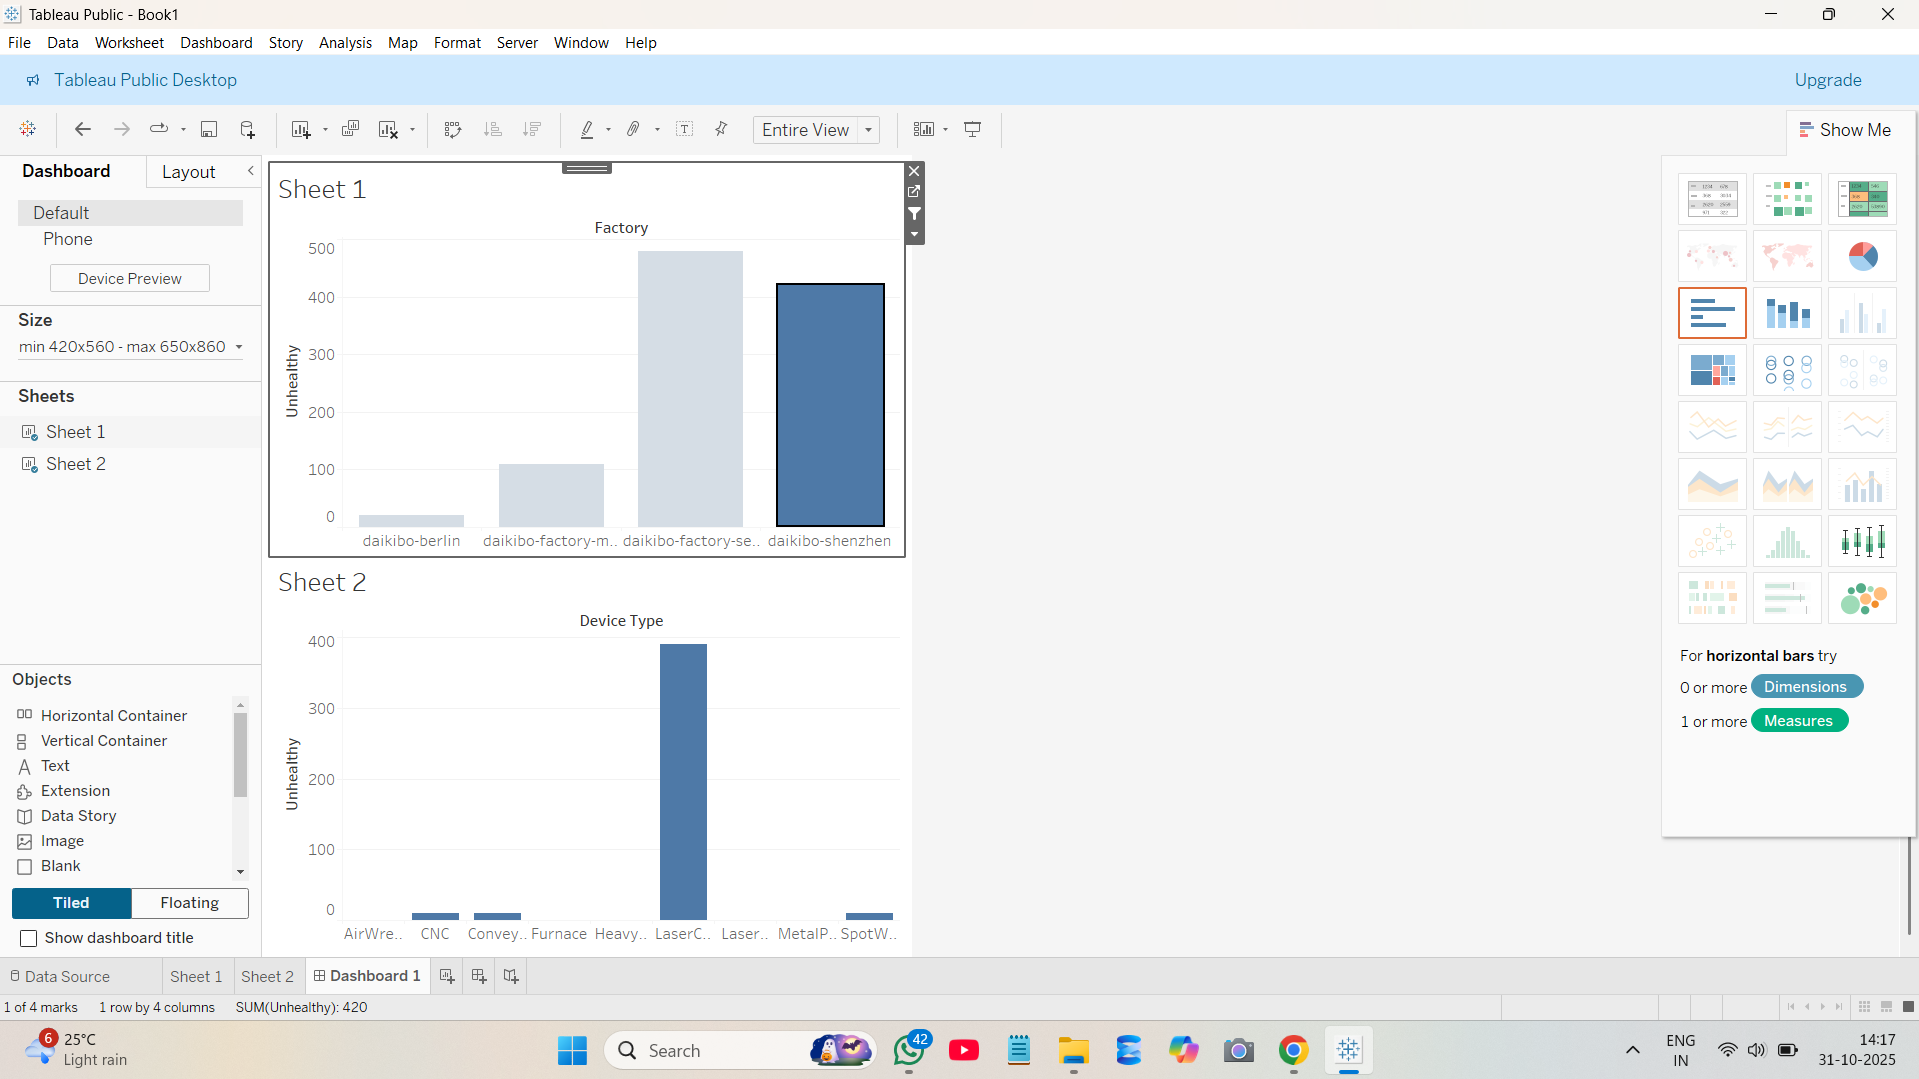 Tableau Public - Book1
File Data Worksheet Dashboard Story Analysis Map Format Server Window Help
Tableau Public Desktop
Upgrade
Entire View
Show Me
Dashboard
Layout
Default
Phone
Device Preview
Size
min 420x560 - max 650x860
Sheets
Sheet 1
Sheet 2
Objects
Horizontal Container
Vertical Container
Text
Extension
Data Story
Image
Blank
Tiled
Floating
Show dashboard title
Sheet 1
Factory
Unhealthy
500
400
300
200
100
0
daikibo-berlin
daikibo-factory-m..
daikibo-factory-se..
daikibo-shenzhen
Sheet 2
Device Type
Unhealthy
400
300
200
100
0
AirWre..
CNC
Convey..
Furnace
Heavy..
LaserC..
Laser..
MetalP..
SpotW..
For horizontal bars try
0 or more Dimensions
1 or more Measures
Data Source
Sheet 1
Sheet 2
Dashboard 1
1 of 4 marks 1 row by 4 columns SUM(Unhealthy): 420
6
25°C
Light rain
Search
42
ENG
IN
14:17
31-10-2025